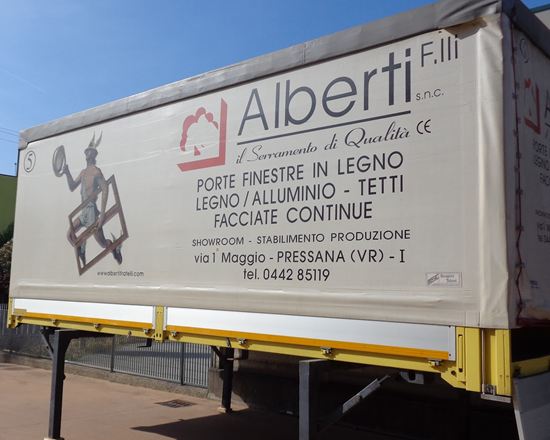 5
Alberti F.lli
s.n.c.
il Serramento di Qualità CE
PORTE FINESTRE IN LEGNO
LEGNO/ALLUMINIO - TETTI
FACCIATE CONTINUE
SHOWROOM - STABILIMENTO PRODUZIONE
via 1° Maggio - PRESSANA (VR) - I
tel. 0442 85119
www.albertifratelli.com